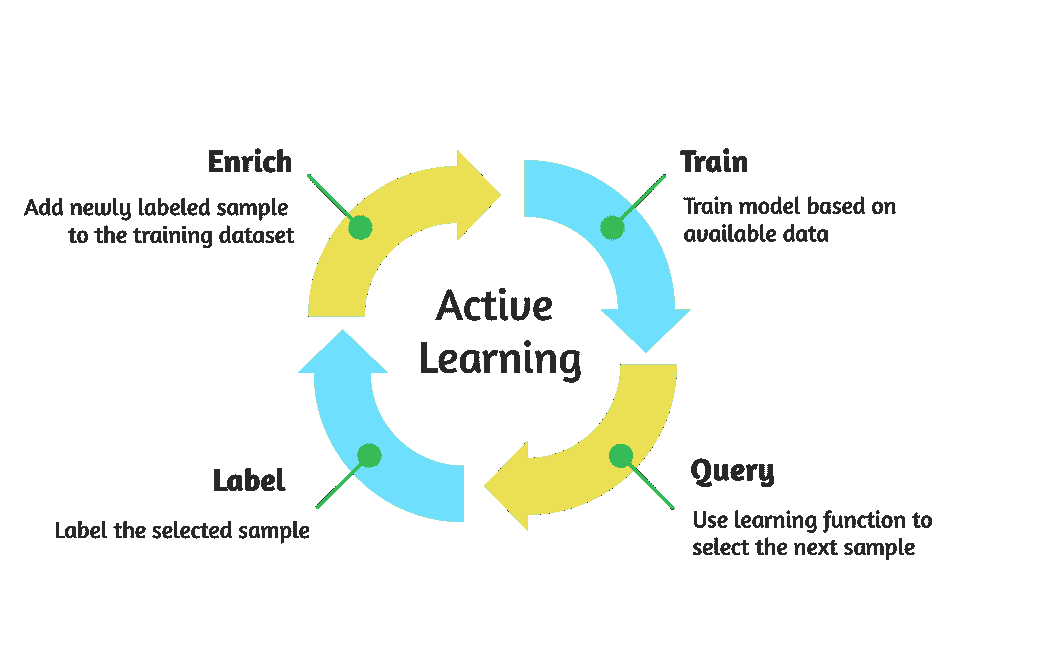 Enrich
Add newly labeled sample
to the training dataset
Train
Train model based on
available data
Active
Learning
Label
Label the selected sample
Query
Use learning function to
select the next sample